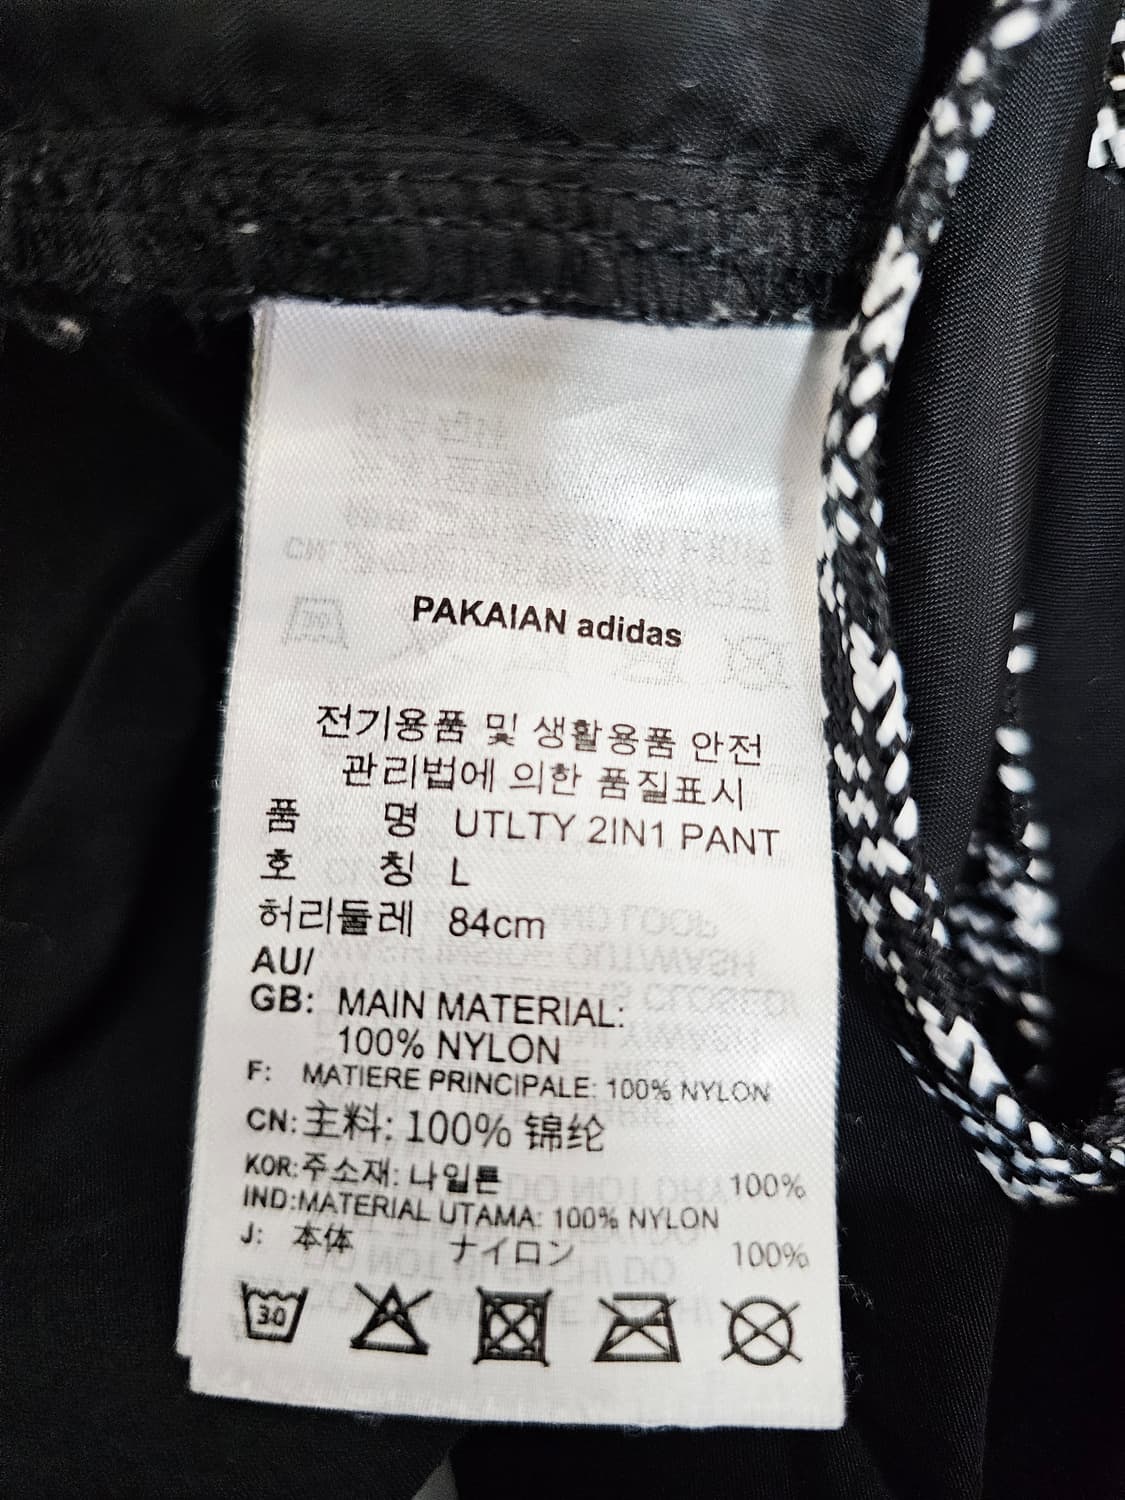 PAKAIAN adidas
전기용품 및 생활용품 안전
관리법에 의한 품질표시
품 명 UTLTY 2IN1 PANT
호 칭 L
허리둘레 84cm
AU/
GB: MAIN MATERIAL:
100% NYLON
F: MATIERE PRINCIPALE: 100% NYLON
CN: 主料: 100% 锦纶
KOR:주소재: 나일론 100%
IND:MATERIAL UTAMA: 100% NYLON
J: 本体 ナイロン 100%
30